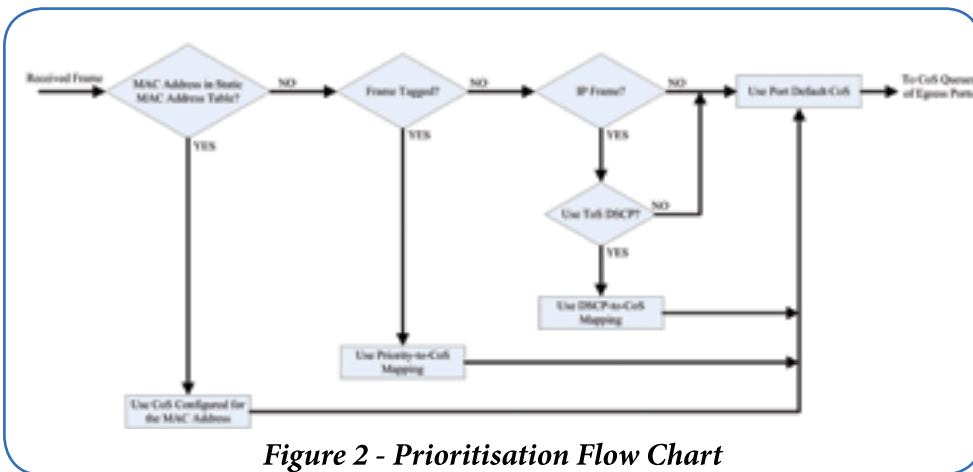 Received Frame
MAC Address in Static
MAC Address Table?
NO
Frame Tagged?
NO
IP Frame?
NO
Use Port Default CoS
To CoS Queues
of Egress Ports
YES
YES
YES
Use ToS DSCP?
NO
YES
Use DSCP-to-CoS
Mapping
Use Priority-to-CoS
Mapping
Use CoS Configured for
the MAC Address
Figure 2 - Prioritisation Flow Chart